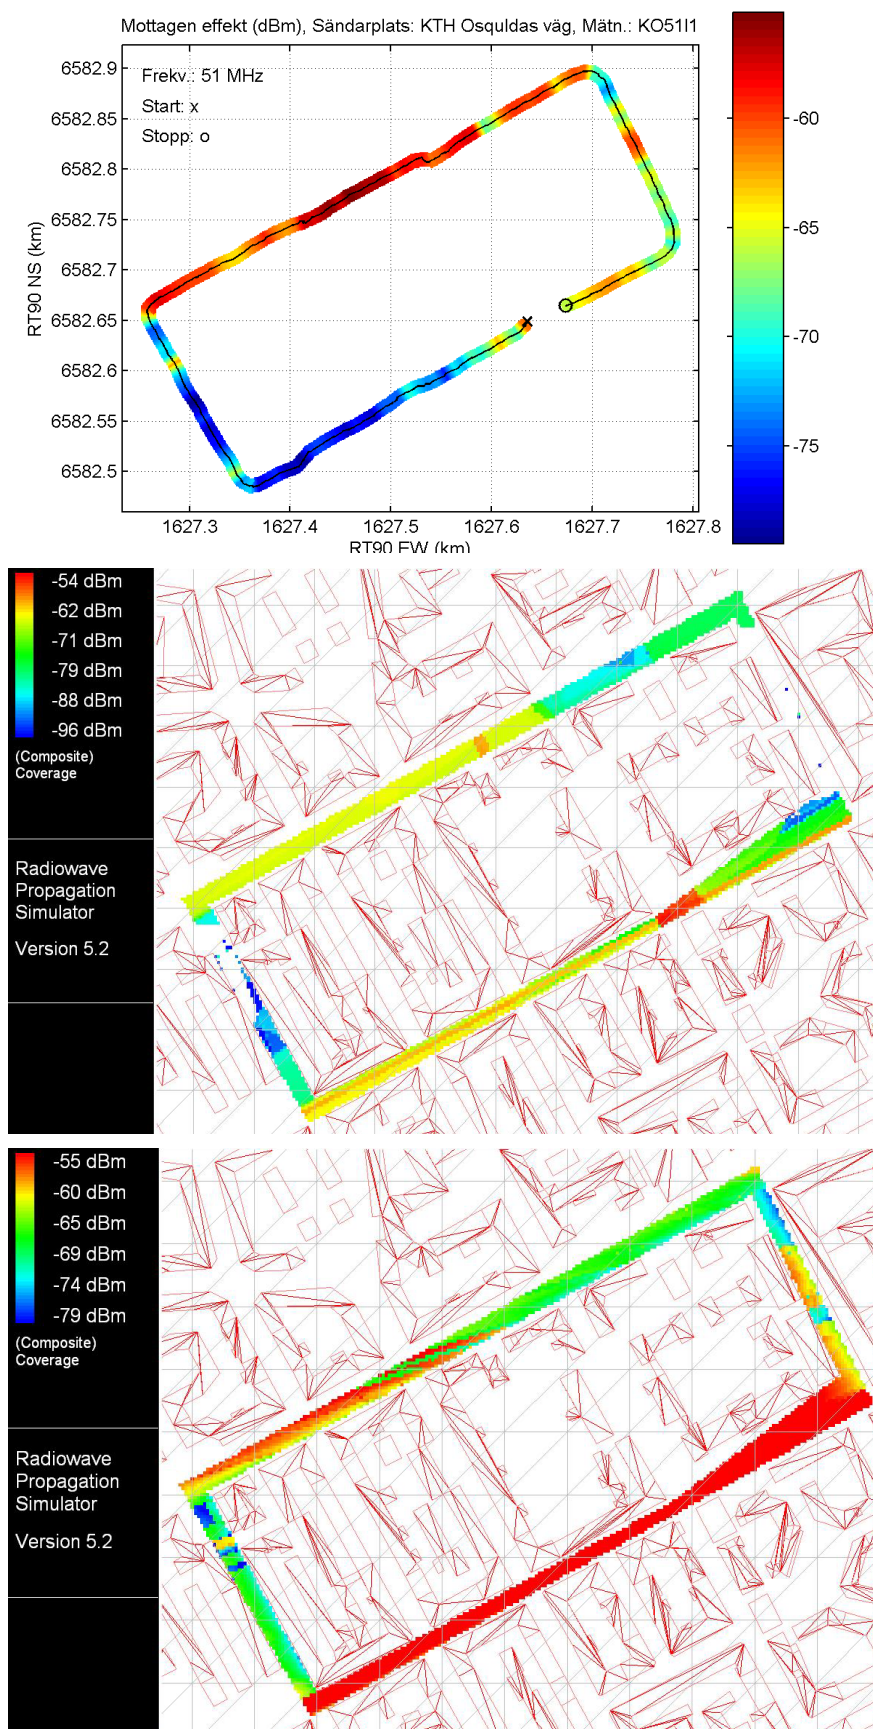 Mottagen effekt (dBm), Sändarplats: KTH Osquldas väg, Mätn.: KO51I1
Frekv.: 51 MHz
Start: x
Stopp: o
6582.9
6582.85
6582.8
6582.75
6582.7
6582.65
6582.6
6582.55
6582.5
RT90 NS (km)
1627.3
1627.4
1627.5
1627.6
1627.7
1627.8
RT90 EW (km)
-60
-65
-70
-75
-54 dBm
-62 dBm
-71 dBm
-79 dBm
-88 dBm
-96 dBm
(Composite)
Coverage
Radiowave
Propagation
Simulator
Version 5.2
-55 dBm
-60 dBm
-65 dBm
-69 dBm
-74 dBm
-79 dBm
(Composite)
Coverage
Radiowave
Propagation
Simulator
Version 5.2